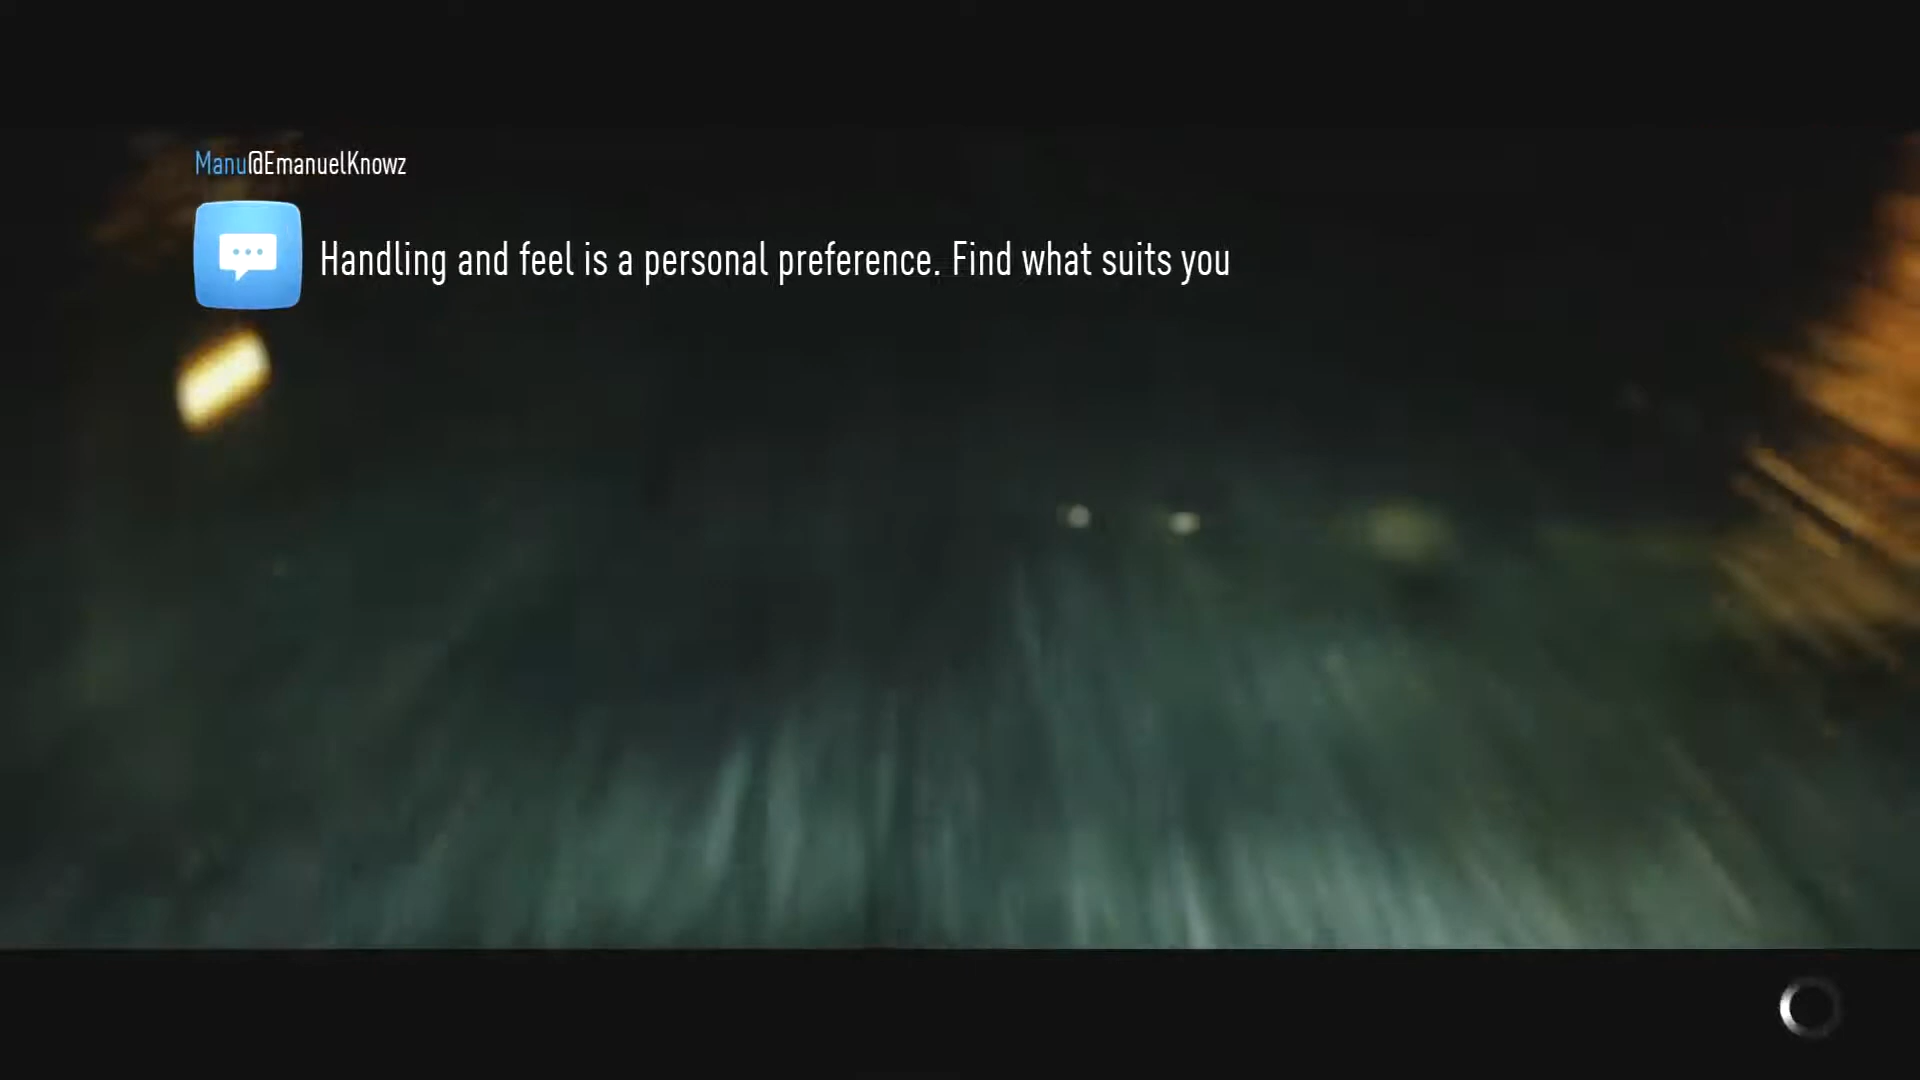 Manu@EmanuelKnowz
Handling and feel is a personal preference. Find what suits you